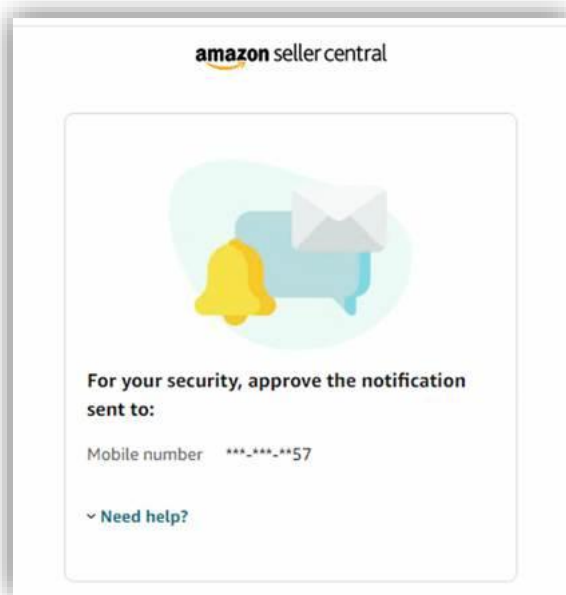 amazon seller central
For your security, approve the notification
sent to:
Mobile number ***-***-**57
Need help?